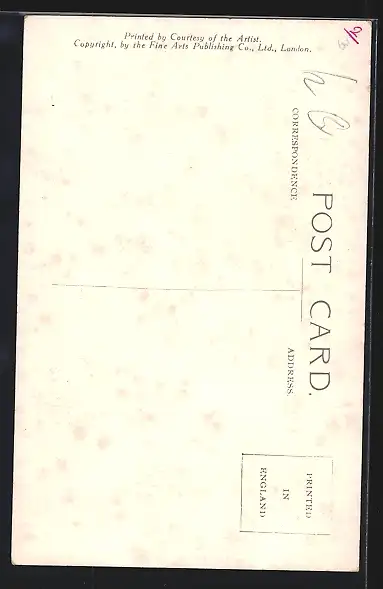 Printed by Courtesy of the Artist.
Copyright, by the Fine Arts Publishing Co., Ltd., London.
POST CARD.
CORRESPONDENCE
ADDRESS.
PRINTED
IN
ENGLAND